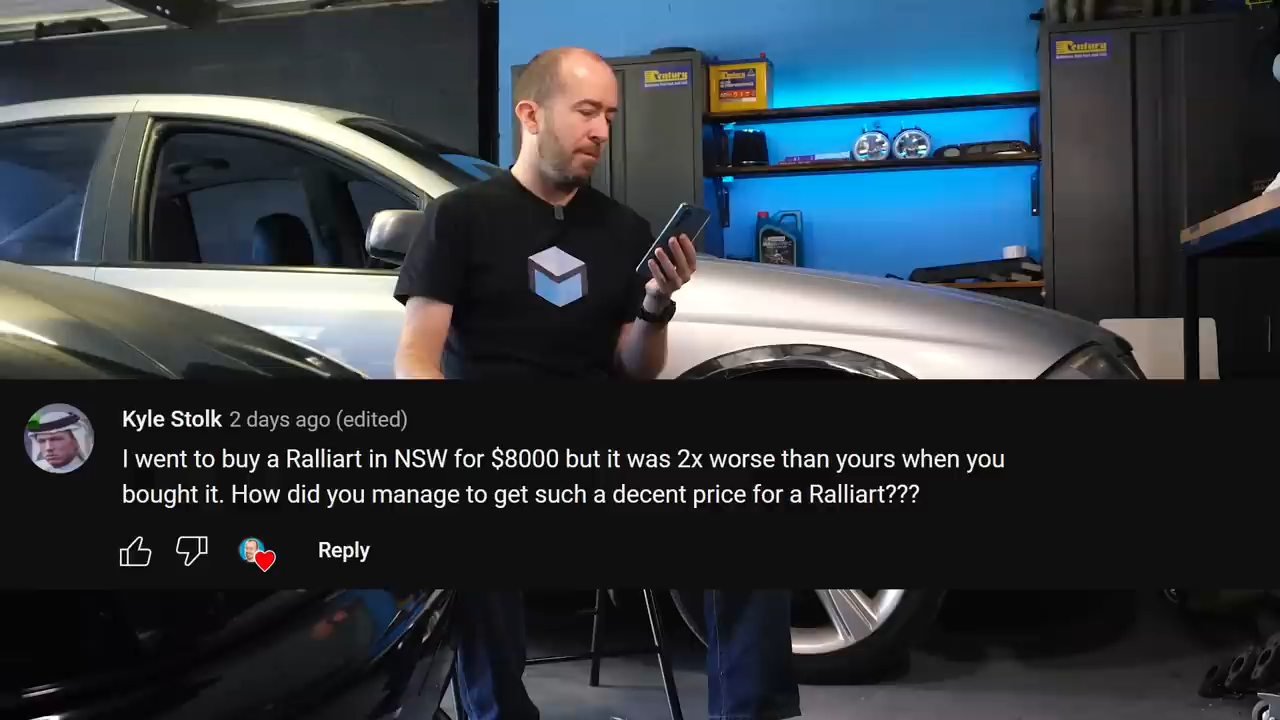 Century
Century
Century
Kyle Stolk 2 days ago (edited)
I went to buy a Ralliart in NSW for $8000 but it was 2x worse than yours when you
bought it. How did you manage to get such a decent price for a Ralliart???
Reply